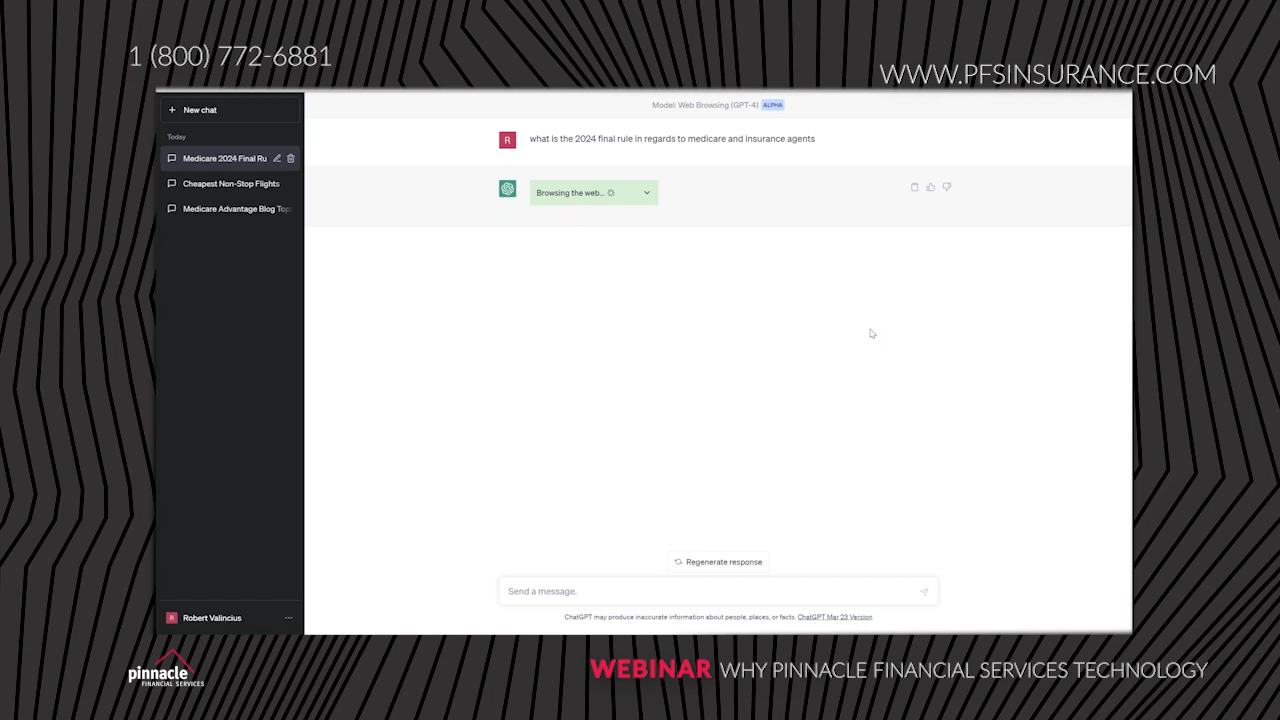 1 (800) 772-6881
WWW.PFSINSURANCE.COM
New chat
Today
Medicare 2024 Final Ru
Cheapest Non-Stop Flights
Medicare Advantage Blog Top
R Robert Valincius
Model: Web Browsing (GPT-4) ALPHA
R what is the 2024 final rule in regards to medicare and insurance agents
Browsing the web...
Regenerate response
Send a message.
ChatGPT may produce inaccurate information about people, places, or facts. ChatGPT Mar 23 Version
pinnacle
FINANCIAL SERVICES
WEBINAR WHY PINNACLE FINANCIAL SERVICES TECHNOLOGY